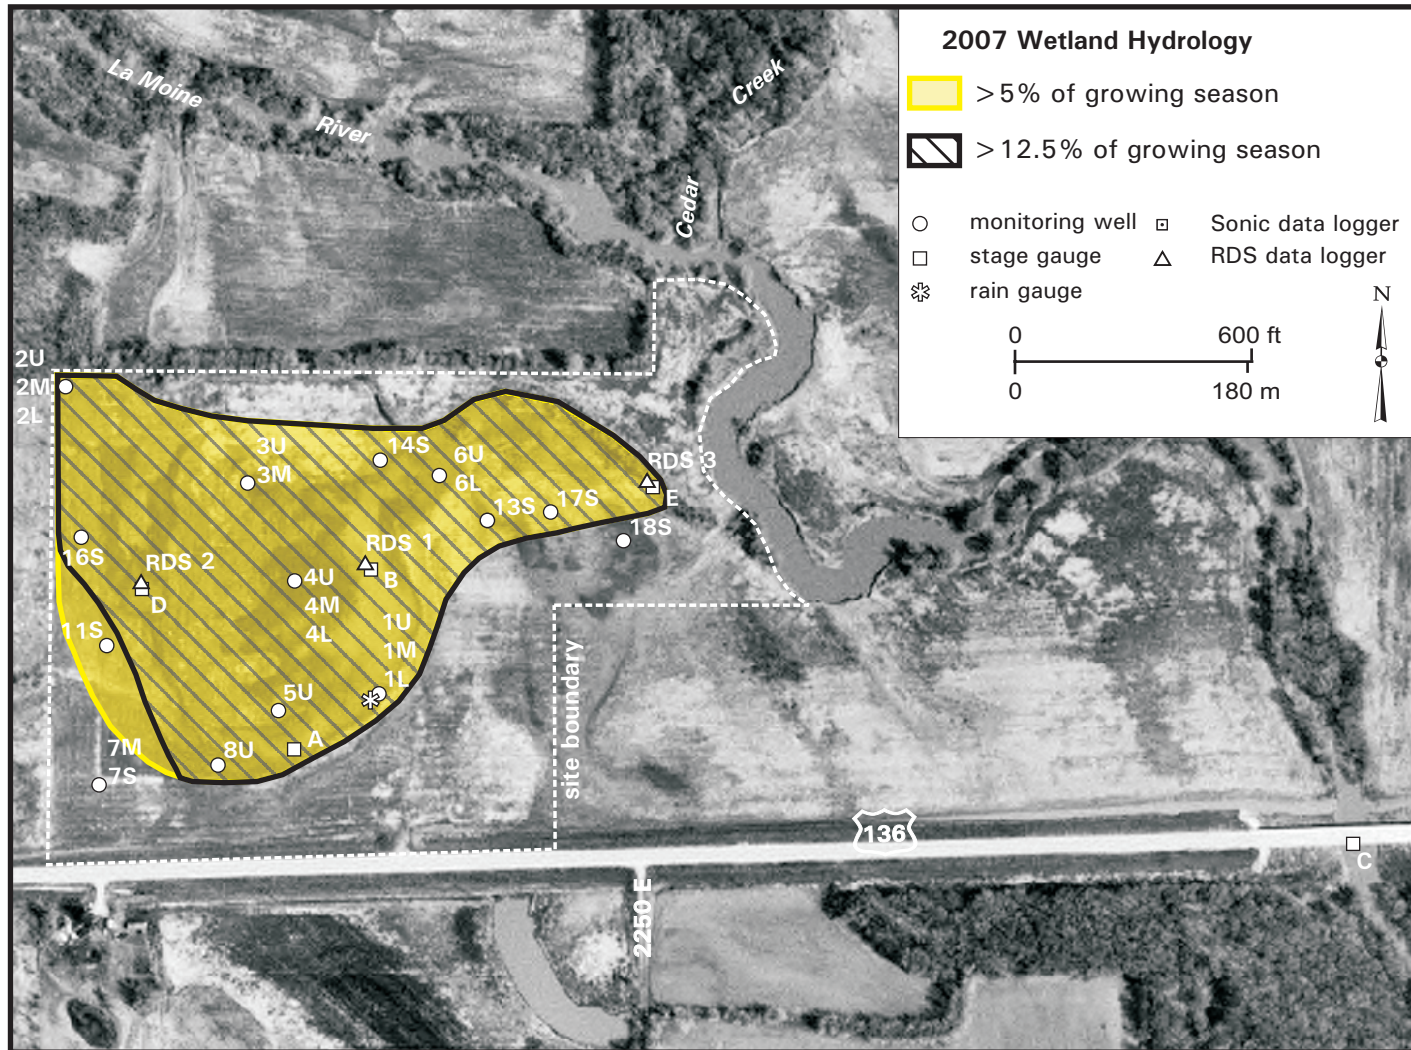 2007 Wetland Hydrology
>5% of growing season
>12.5% of growing season
monitoring well
Sonic data logger
stage gauge
RDS data logger
rain gauge
N
0
600 ft
0
180 m
La Moine
River
Creek
Cedar
2U
2M
2L
3U
3M
14S
6U
6L
RDS 3
E
13S
17S
18S
16S
RDS 2
D
RDS 1
B
4U
4M
4L
1U
1M
1L
11S
5U
A
8U
7M
7S
site boundary
136
C
2250 E